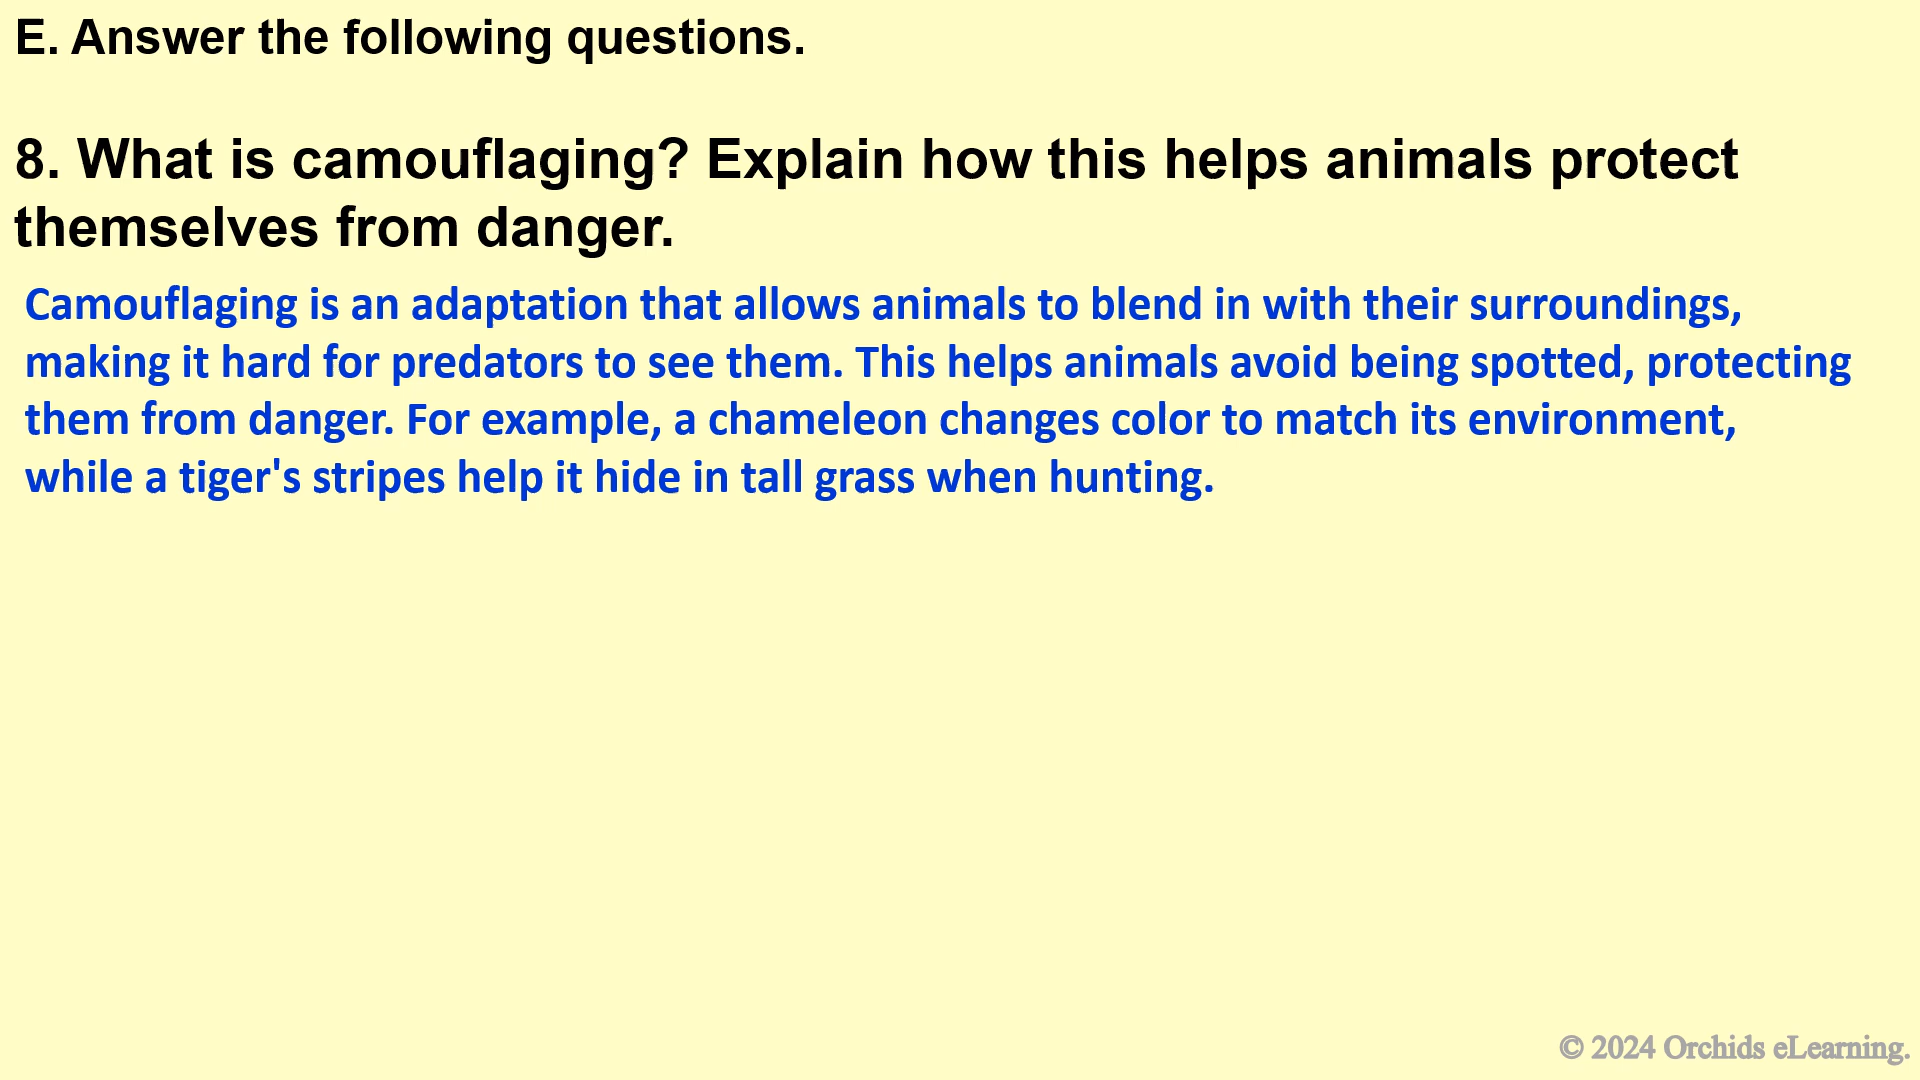 E. Answer the following questions.
8. What is camouflaging? Explain how this helps animals protect
themselves from danger.
Camouflaging is an adaptation that allows animals to blend in with their surroundings,
making it hard for predators to see them. This helps animals avoid being spotted, protecting
them from danger. For example, a chameleon changes color to match its environment,
while a tiger's stripes help it hide in tall grass when hunting.
© 2024 Orchids eLearning.